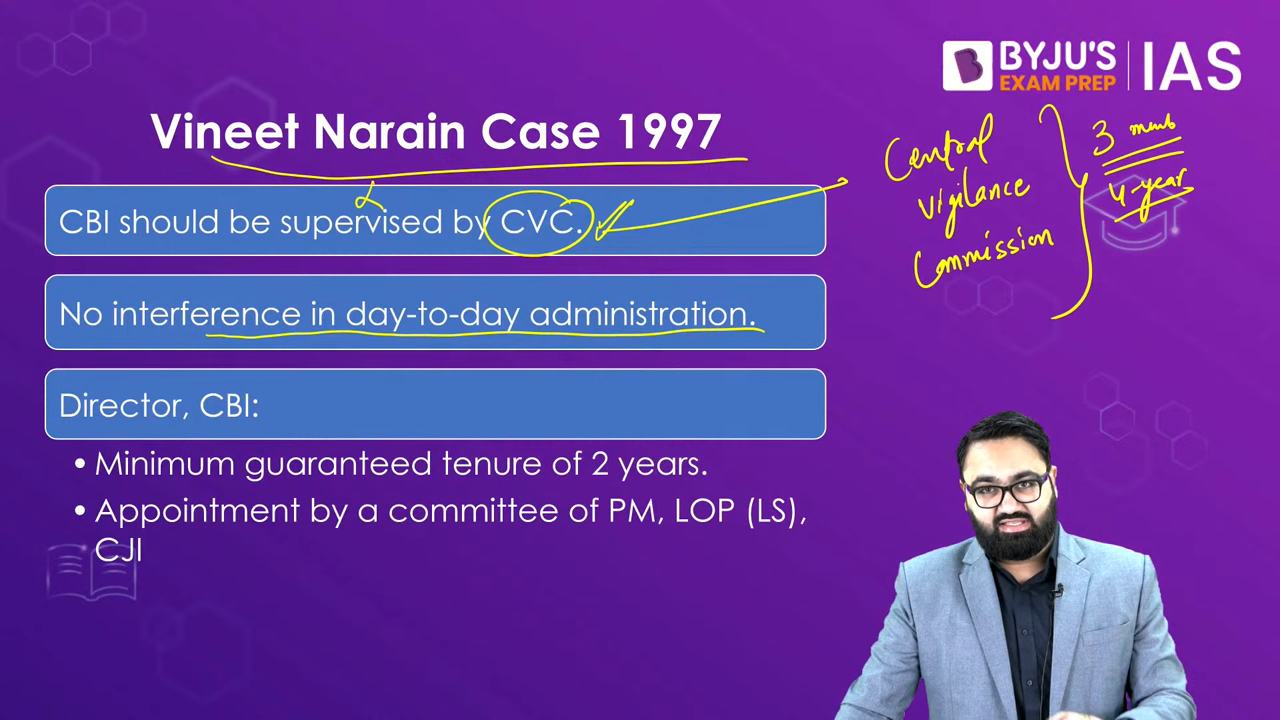 BYJU'S
EXAM PREP
IAS
Vineet Narain Case 1997
CBI should be supervised by CVC.
No interference in day-to-day administration.
Director, CBI:
• Minimum guaranteed tenure of 2 years.
• Appointment by a committee of PM, LOP (LS),
CJI
Central
Vigilance
Commission
3
4-year